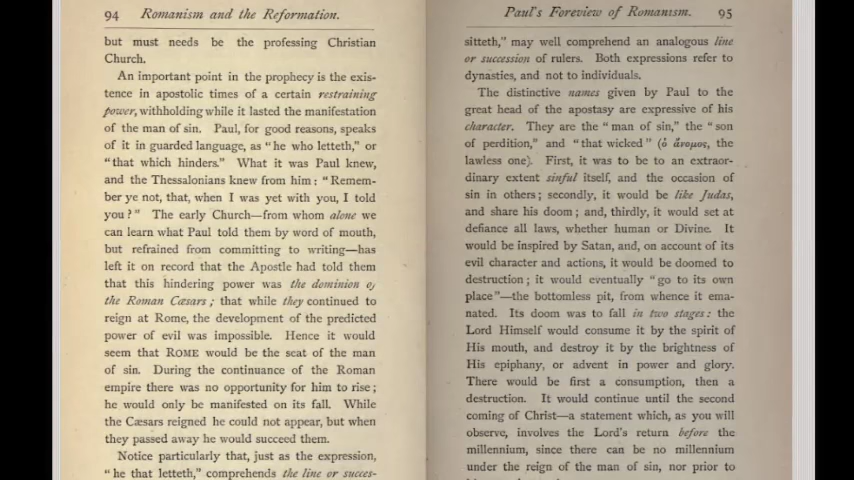 94 Romanism and the Reformation.
but must needs be the professing Christian
Church.
An important point in the prophecy is the exis-
tence in apostolic times of a certain restraining
power, withholding while it lasted the manifestation
of the man of sin. Paul, for good reasons, speaks
of it in guarded language, as "he who letteth," or
"that which hinders." What it was Paul knew,
and the Thessalonians knew from him: "Remem-
ber ye not, that, when I was yet with you, I told
you?" The early Church—from whom alone we
can learn what Paul told them by word of mouth,
but refrained from committing to writing—has
left it on record that the Apostle had told them
that this hindering power was the dominion of
the Roman Cæsars; that while they continued to
reign at Rome, the development of the predicted
power of evil was impossible. Hence it would
seem that ROME would be the seat of the man
of sin. During the continuance of the Roman
empire there was no opportunity for him to rise;
he would only be manifested on its fall. While
the Cæsars reigned he could not appear, but when
they passed away he would succeed them.
Notice particularly that, just as the expression,
"he that letteth," comprehends the line or succes-
Paul's Foreview of Romanism. 95
sitteth," may well comprehend an analogous line
or succession of rulers. Both expressions refer to
dynasties, and not to individuals.
The distinctive names given by Paul to the
great head of the apostasy are expressive of his
character. They are the "man of sin," the "son
of perdition," and "that wicked" (ὁ ἄνομος, the
lawless one). First, it was to be to an extraor-
dinary extent sinful itself, and the occasion of
sin in others; secondly, it would be like Judas,
and share his doom; and, thirdly, it would set at
defiance all laws, whether human or Divine. It
would be inspired by Satan, and, on account of its
evil character and actions, it would be doomed to
destruction; it would eventually "go to its own
place"—the bottomless pit, from whence it ema-
nated. Its doom was to fall in two stages: the
Lord Himself would consume it by the spirit of
His mouth, and destroy it by the brightness of
His epiphany, or advent in power and glory.
There would be first a consumption, then a
destruction. It would continue until the second
coming of Christ—a statement which, as you will
observe, involves the Lord's return before the
millennium, since there can be no millennium
under the reign of the man of sin, nor prior to